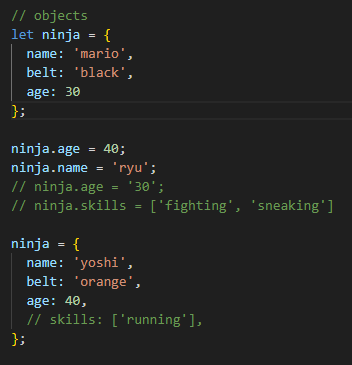 // objects
let ninja = {
  name: 'mario',
  belt: 'black',
  age: 30
};

ninja.age = 40;
ninja.name = 'ryu';
// ninja.age = '30';
// ninja.skills = ['fighting', 'sneaking']

ninja = {
  name: 'yoshi',
  belt: 'orange',
  age: 40,
  // skills: ['running'],
};